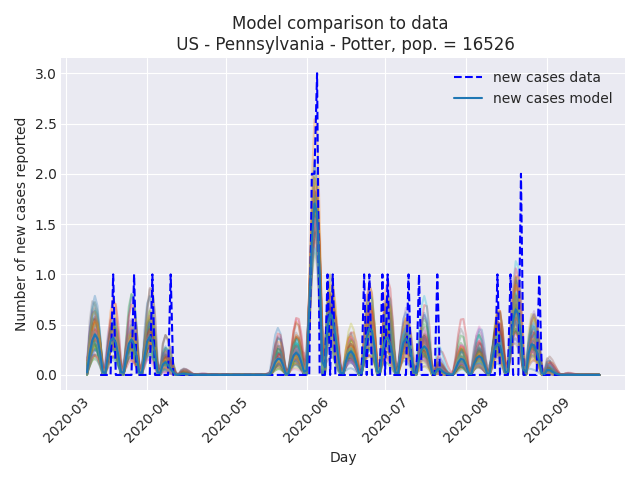 Model comparison to data
US - Pennsylvania - Potter, pop. = 16526
new cases data
new cases model
Number of new cases reported
3.0
2.5
2.0
1.5
1.0
0.5
0.0
2020-03
2020-04
2020-05
2020-06
2020-07
2020-08
2020-09
Day